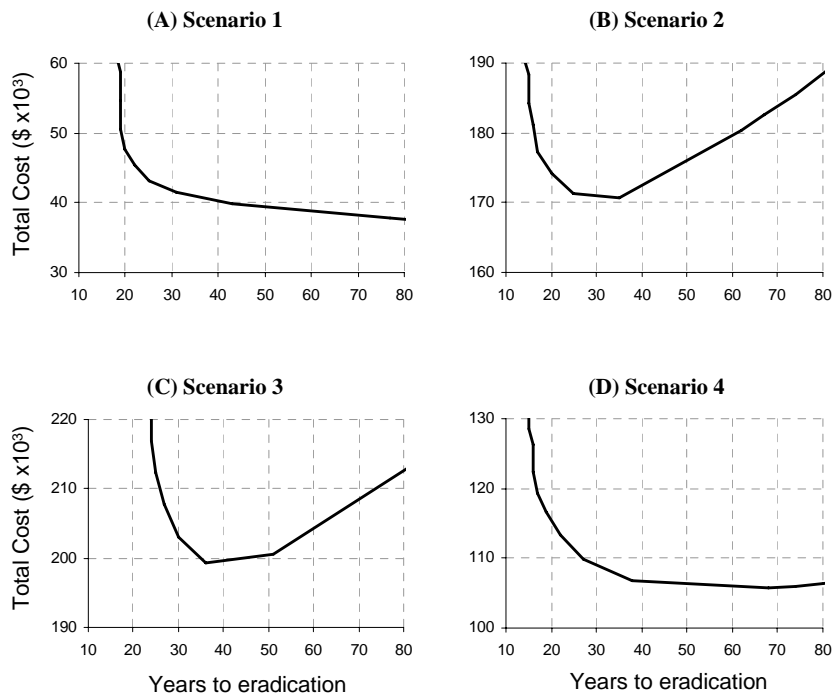 (A) Scenario 1
(B) Scenario 2
Total Cost ($ x10³)
60
50
40
30
10 20 30 40 50 60 70 80
190
180
170
160
10 20 30 40 50 60 70 80
(C) Scenario 3
(D) Scenario 4
Total Cost ($ x10³)
220
210
200
190
10 20 30 40 50 60 70 80
Years to eradication
130
120
110
100
10 20 30 40 50 60 70 80
Years to eradication